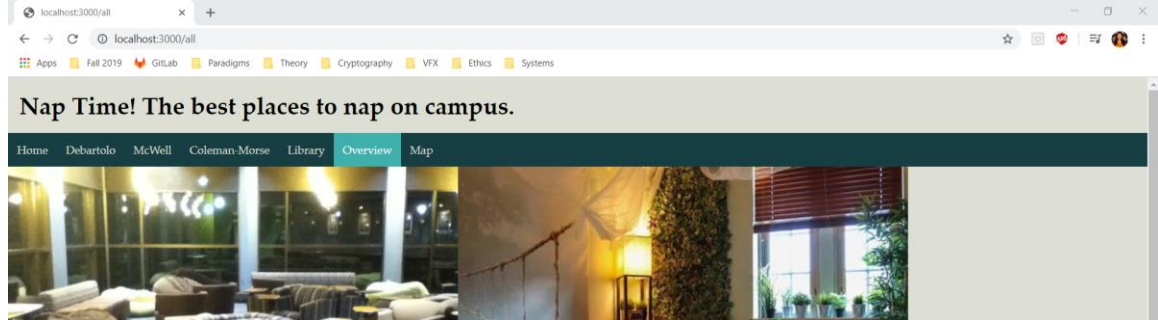 localhost:3000/all
localhost:3000/all
Apps Fall 2019 GitLab Paradigms Theory Cryptography VFX Ethics Systems
Nap Time! The best places to nap on campus.
Home Debartolo McWell Coleman-Morse Library Overview Map